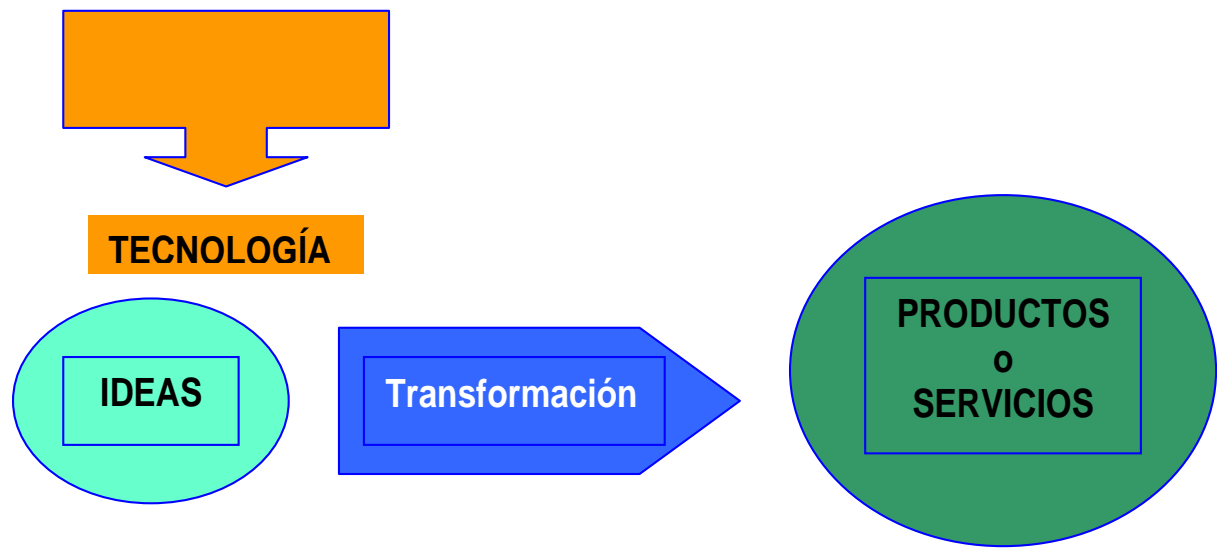 TECNOLOGÍA
IDEAS
Transformación
PRODUCTOS
o
SERVICIOS